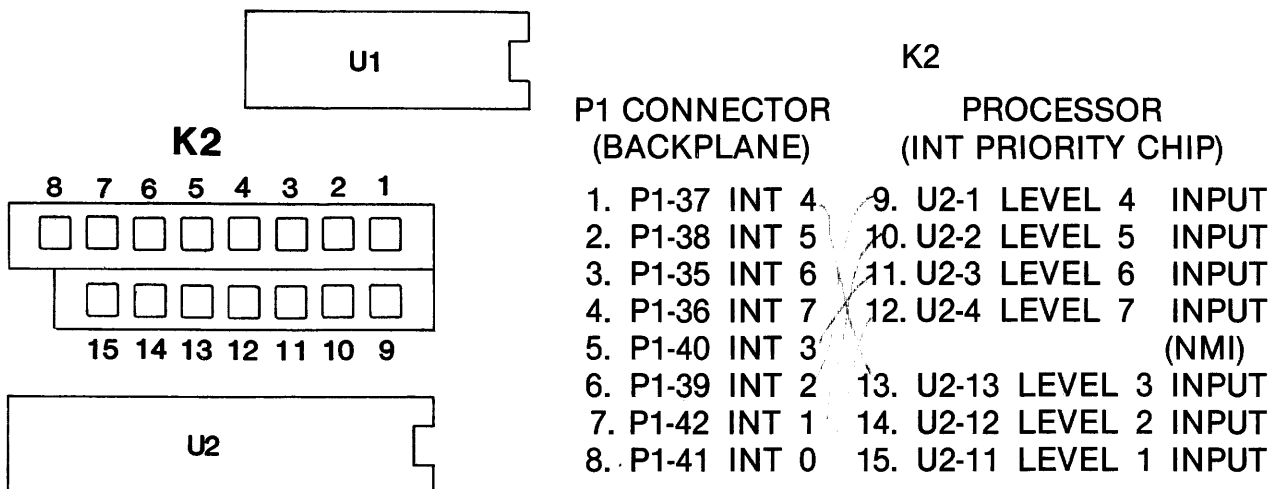 U1
K2
8 7 6 5 4 3 2 1
15 14 13 12 11 10 9
U2
K2
P1 CONNECTOR PROCESSOR
(BACKPLANE) (INT PRIORITY CHIP)
1. P1-37 INT 4 9. U2-1 LEVEL 4 INPUT
2. P1-38 INT 5 10. U2-2 LEVEL 5 INPUT
3. P1-35 INT 6 11. U2-3 LEVEL 6 INPUT
4. P1-36 INT 7 12. U2-4 LEVEL 7 INPUT
5. P1-40 INT 3 (NMI)
6. P1-39 INT 2 13. U2-13 LEVEL 3 INPUT
7. P1-42 INT 1 14. U2-12 LEVEL 2 INPUT
8. P1-41 INT 0 15. U2-11 LEVEL 1 INPUT